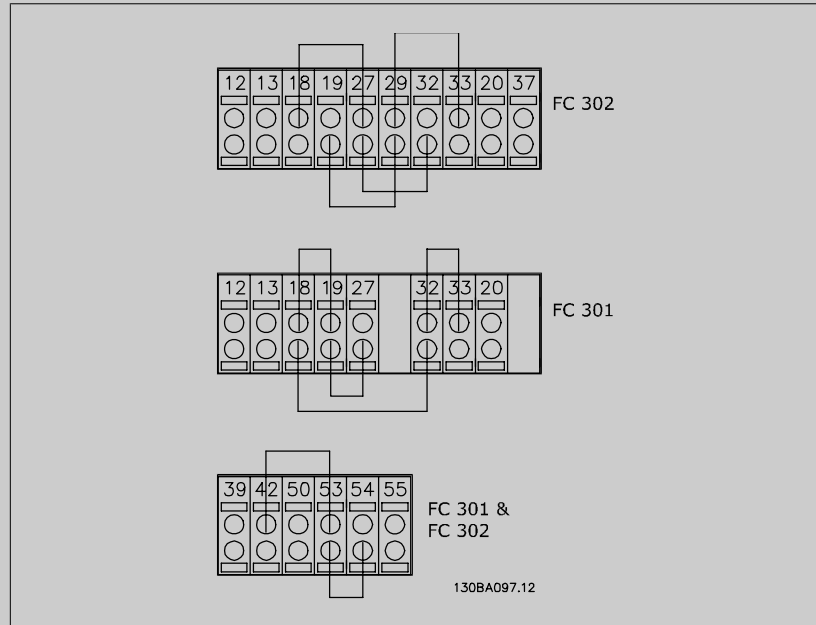 12 13 18 19 27 29 32 33 20 37
FC 302
12 13 18 19 27 32 33 20
FC 301
39 42 50 53 54 55
FC 301 &
FC 302
130BA097.12